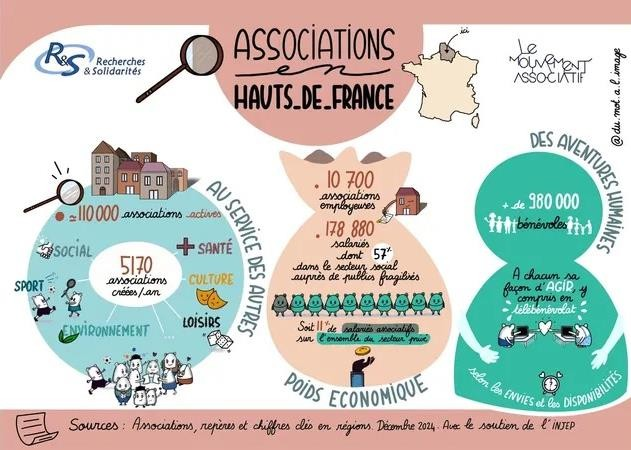 R&S Recherches
& Solidarités
ASSOCIATIONS
en
HAUTS_DE_FRANCE
ici
Le
MOUVEMENT
ASSOCIATIF
@du.mot.a.l.image
≈110 000 associations actives
SOCIAL
SANTÉ
SPORT
5170
associations
créées/an
CULTURE
ENVIRONNEMENT
LOISIRS
AU SERVICE DES AUTRES
. 10 700
associations
employeuses
. 178 880
salariés
dont 57%
dans le secteur social
auprès de publics fragilisés
Soit 11% de salariés associatifs
sur l'ensemble du secteur privé
POIDS ECONOMIQUE
DES AVENTURES HUMAINES
+ de 980 000
bénévoles
A chacun sa
façon d'AGIR, y
compris en
télébénévolat
selon les ENVIES et les DISPONIBILITÉS
Sources : Associations, repères et chiffres clés en régions. Décembre 2024. Avec le soutien de l'INJEP